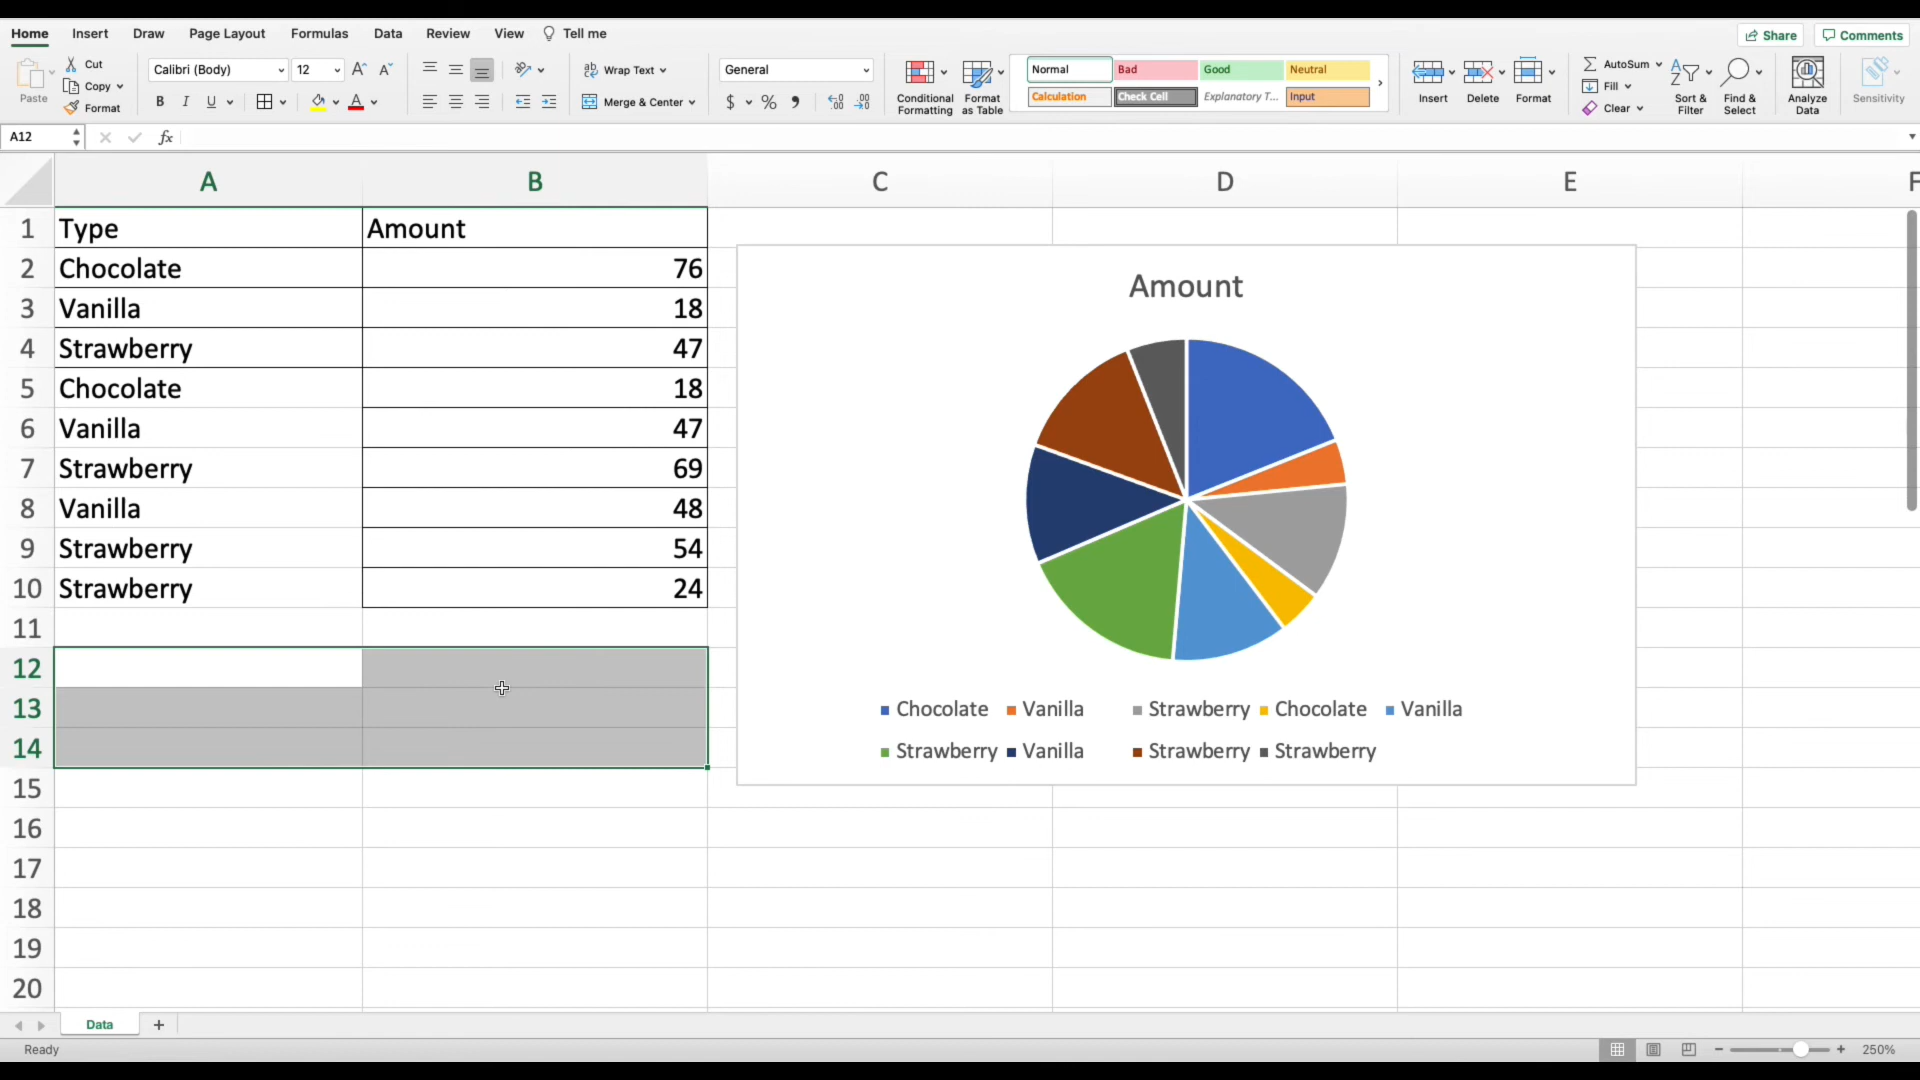 Home Insert Draw Page Layout Formulas Data Review View Tell me Share Comments
Paste Cut Copy Format
Calibri (Body) 12
B I U A
Wrap Text
Merge & Center
General
$ % 9
Conditional Formatting
Format as Table
Normal Bad Good Neutral
Calculation Check Cell Explanatory T... Input
Insert Delete Format
AutoSum
Fill
Clear
Sort & Filter
Find & Select
Analyze Data
Sensitivity
A12 fx
A B C D E F
1 Type Amount
2 Chocolate 76
3 Vanilla 18
4 Strawberry 47
5 Chocolate 18
6 Vanilla 47
7 Strawberry 69
8 Vanilla 48
9 Strawberry 54
10 Strawberry 24
11
12
13
14
15
16
17
18
19
20
Amount
Chocolate Vanilla Strawberry Chocolate Vanilla
Strawberry Vanilla Strawberry Strawberry
Data +
Ready 250%